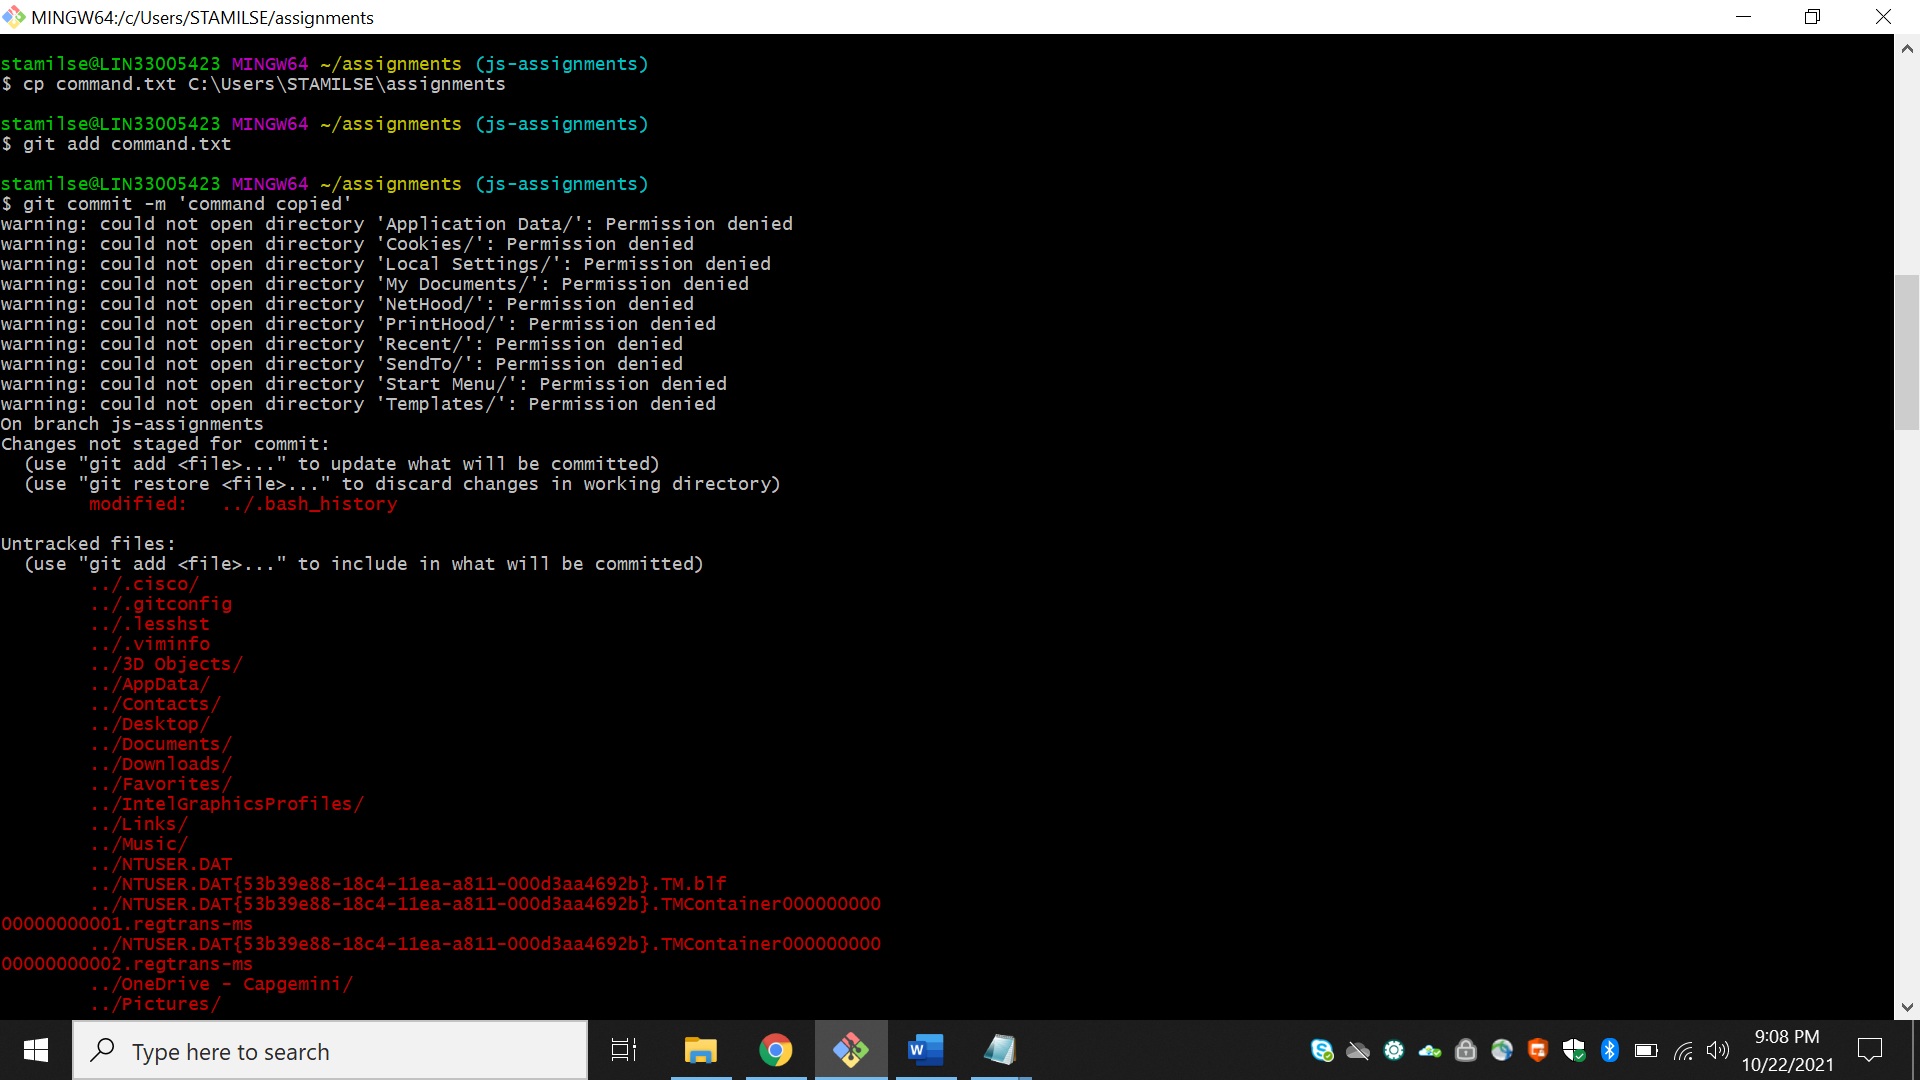 MINGW64:/c/Users/STAMILSE/assignments
stamilse@LIN33005423 MINGW64 ~/assignments (js-assignments)
$ cp command.txt C:\Users\STAMILSE\assignments
stamilse@LIN33005423 MINGW64 ~/assignments (js-assignments)
$ git add command.txt
stamilse@LIN33005423 MINGW64 ~/assignments (js-assignments)
$ git commit -m 'command copied'
warning: could not open directory 'Application Data/': Permission denied
warning: could not open directory 'Cookies/': Permission denied
warning: could not open directory 'Local Settings/': Permission denied
warning: could not open directory 'My Documents/': Permission denied
warning: could not open directory 'NetHood/': Permission denied
warning: could not open directory 'PrintHood/': Permission denied
warning: could not open directory 'Recent/': Permission denied
warning: could not open directory 'SendTo/': Permission denied
warning: could not open directory 'Start Menu/': Permission denied
warning: could not open directory 'Templates/': Permission denied
On branch js-assignments
Changes not staged for commit:
  (use "git add <file>..." to update what will be committed)
  (use "git restore <file>..." to discard changes in working directory)
        modified:   ../.bash_history
Untracked files:
  (use "git add <file>..." to include in what will be committed)
        ../.cisco/
        ../.gitconfig
        ../.lesshst
        ../.viminfo
        ../3D Objects/
        ../AppData/
        ../Contacts/
        ../Desktop/
        ../Documents/
        ../Downloads/
        ../Favorites/
        ../IntelGraphicsProfiles/
        ../Links/
        ../Music/
        ../NTUSER.DAT
        ../NTUSER.DAT{53b39e88-18c4-11ea-a811-000d3aa4692b}.TM.blf
        ../NTUSER.DAT{53b39e88-18c4-11ea-a811-000d3aa4692b}.TMContainer000000000
00000000001.regtrans-ms
        ../NTUSER.DAT{53b39e88-18c4-11ea-a811-000d3aa4692b}.TMContainer000000000
00000000002.regtrans-ms
        ../OneDrive - Capgemini/
        ../Pictures/
Type here to search
9:08 PM
10/22/2021